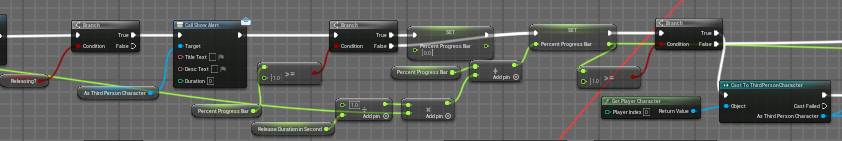 Branch
True
Condition
False
Releasing?
Call Show Alert
Target
Title Text
Desc Text
Duration
0
As Third Person Character
>=
1.0
Percent Progress Bar
Release Duration in Second
Branch
True
Condition
False
SET
Percent Progress Bar
0.0
Percent Progress Bar
+
Add pin
1.0
÷
Add pin
×
Add pin
SET
Percent Progress Bar
>=
1.0
Branch
True
Condition
False
Get Player Character
Player Index 0
Return Value
Cast To ThirdPersonCharacter
Cast Failed
Object
As Third Person Character